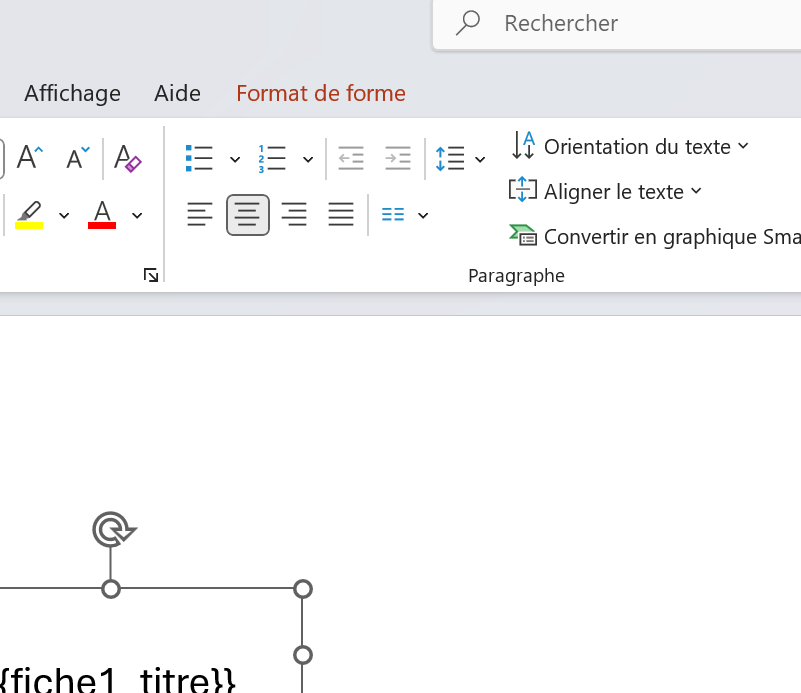 Rechercher
Affichage Aide Format de forme
Orientation du texte
Aligner le texte
Convertir en graphique Sma
Paragraphe
{fiche1_titre}}